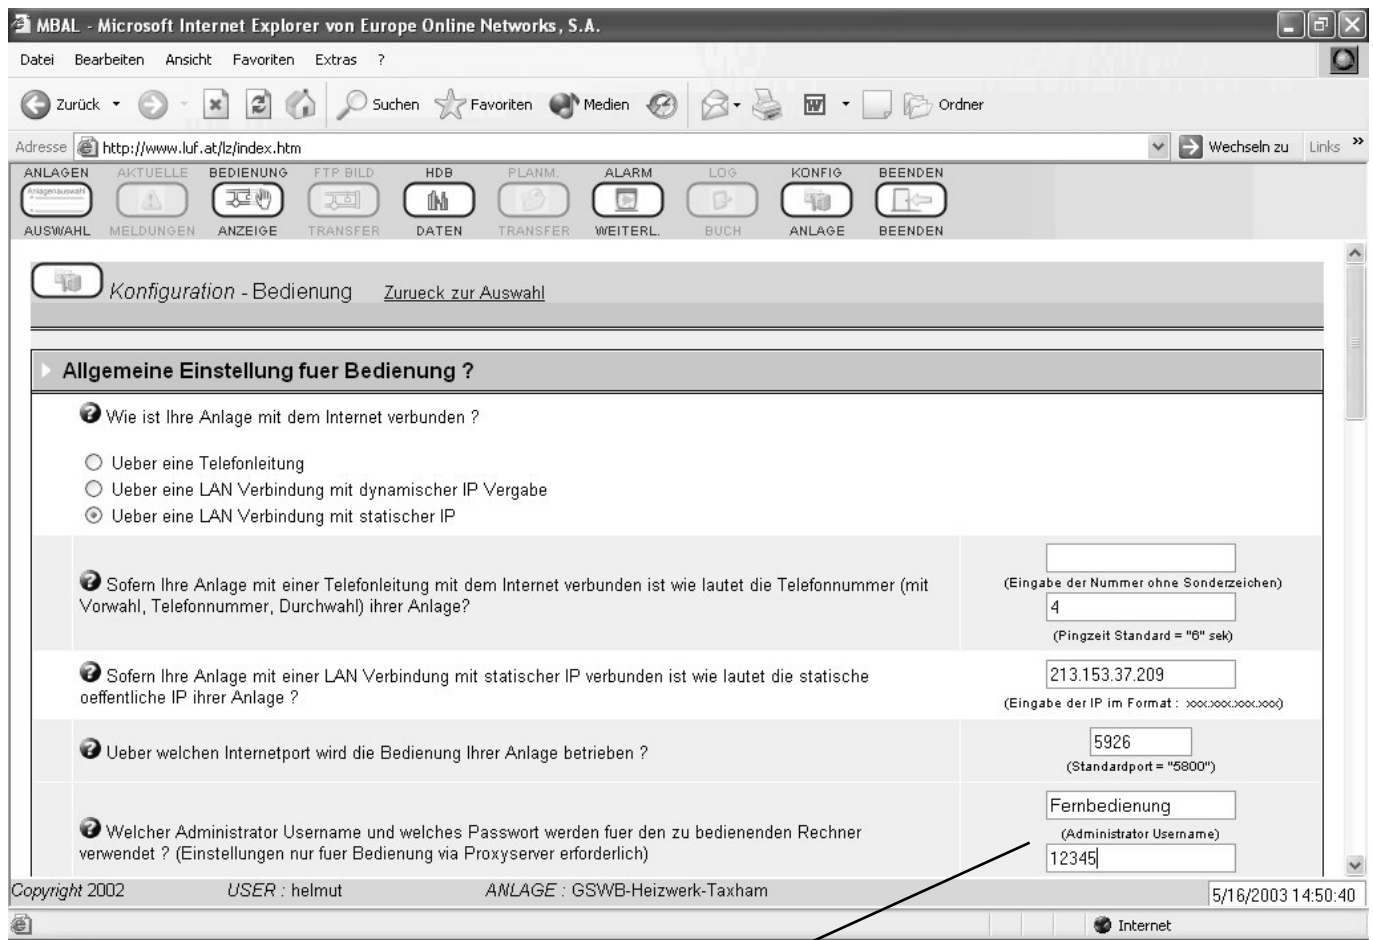 MBAL - Microsoft Internet Explorer von Europe Online Networks, S.A.
Datei Bearbeiten Ansicht Favoriten Extras ?
Zurück Suchen Favoriten Medien Ordner
Adresse http://www.luf.at/lz/index.htm Wechseln zu Links »
ANLAGEN AKTUELLE BEDIENUNG FTP BILD HDB PLANM. ALARM LOG KONFIG BEENDEN
Anlagenauswahl
AUSWAHL MELDUNGEN ANZEIGE TRANSFER DATEN TRANSFER WEITERL. BUCH ANLAGE BEENDEN
Konfiguration - Bedienung Zurueck zur Auswahl
Allgemeine Einstellung fuer Bedienung ?
Wie ist Ihre Anlage mit dem Internet verbunden ?
Ueber eine Telefonleitung
Ueber eine LAN Verbindung mit dynamischer IP Vergabe
Ueber eine LAN Verbindung mit statischer IP
Sofern Ihre Anlage mit einer Telefonleitung mit dem Internet verbunden ist wie lautet die Telefonnummer (mit
Vorwahl, Telefonnummer, Durchwahl) ihrer Anlage?
(Eingabe der Nummer ohne Sonderzeichen)
4
(Pingzeit Standard = "6" sek)
Sofern Ihre Anlage mit einer LAN Verbindung mit statischer IP verbunden ist wie lautet die statische
oeffentliche IP ihrer Anlage ?
213.153.37.209
(Eingabe der IP im Format : xxx.xxx.xxx.xxx)
Ueber welchen Internetport wird die Bedienung Ihrer Anlage betrieben ?
5926
(Standardport = "5800")
Welcher Administrator Username und welches Passwort werden fuer den zu bedienenden Rechner
verwendet ? (Einstellungen nur fuer Bedienung via Proxyserver erforderlich)
Fernbedienung
(Administrator Username)
12345
Copyright 2002 USER : helmut ANLAGE : GSWB-Heizwerk-Taxham 5/16/2003 14:50:40
Internet